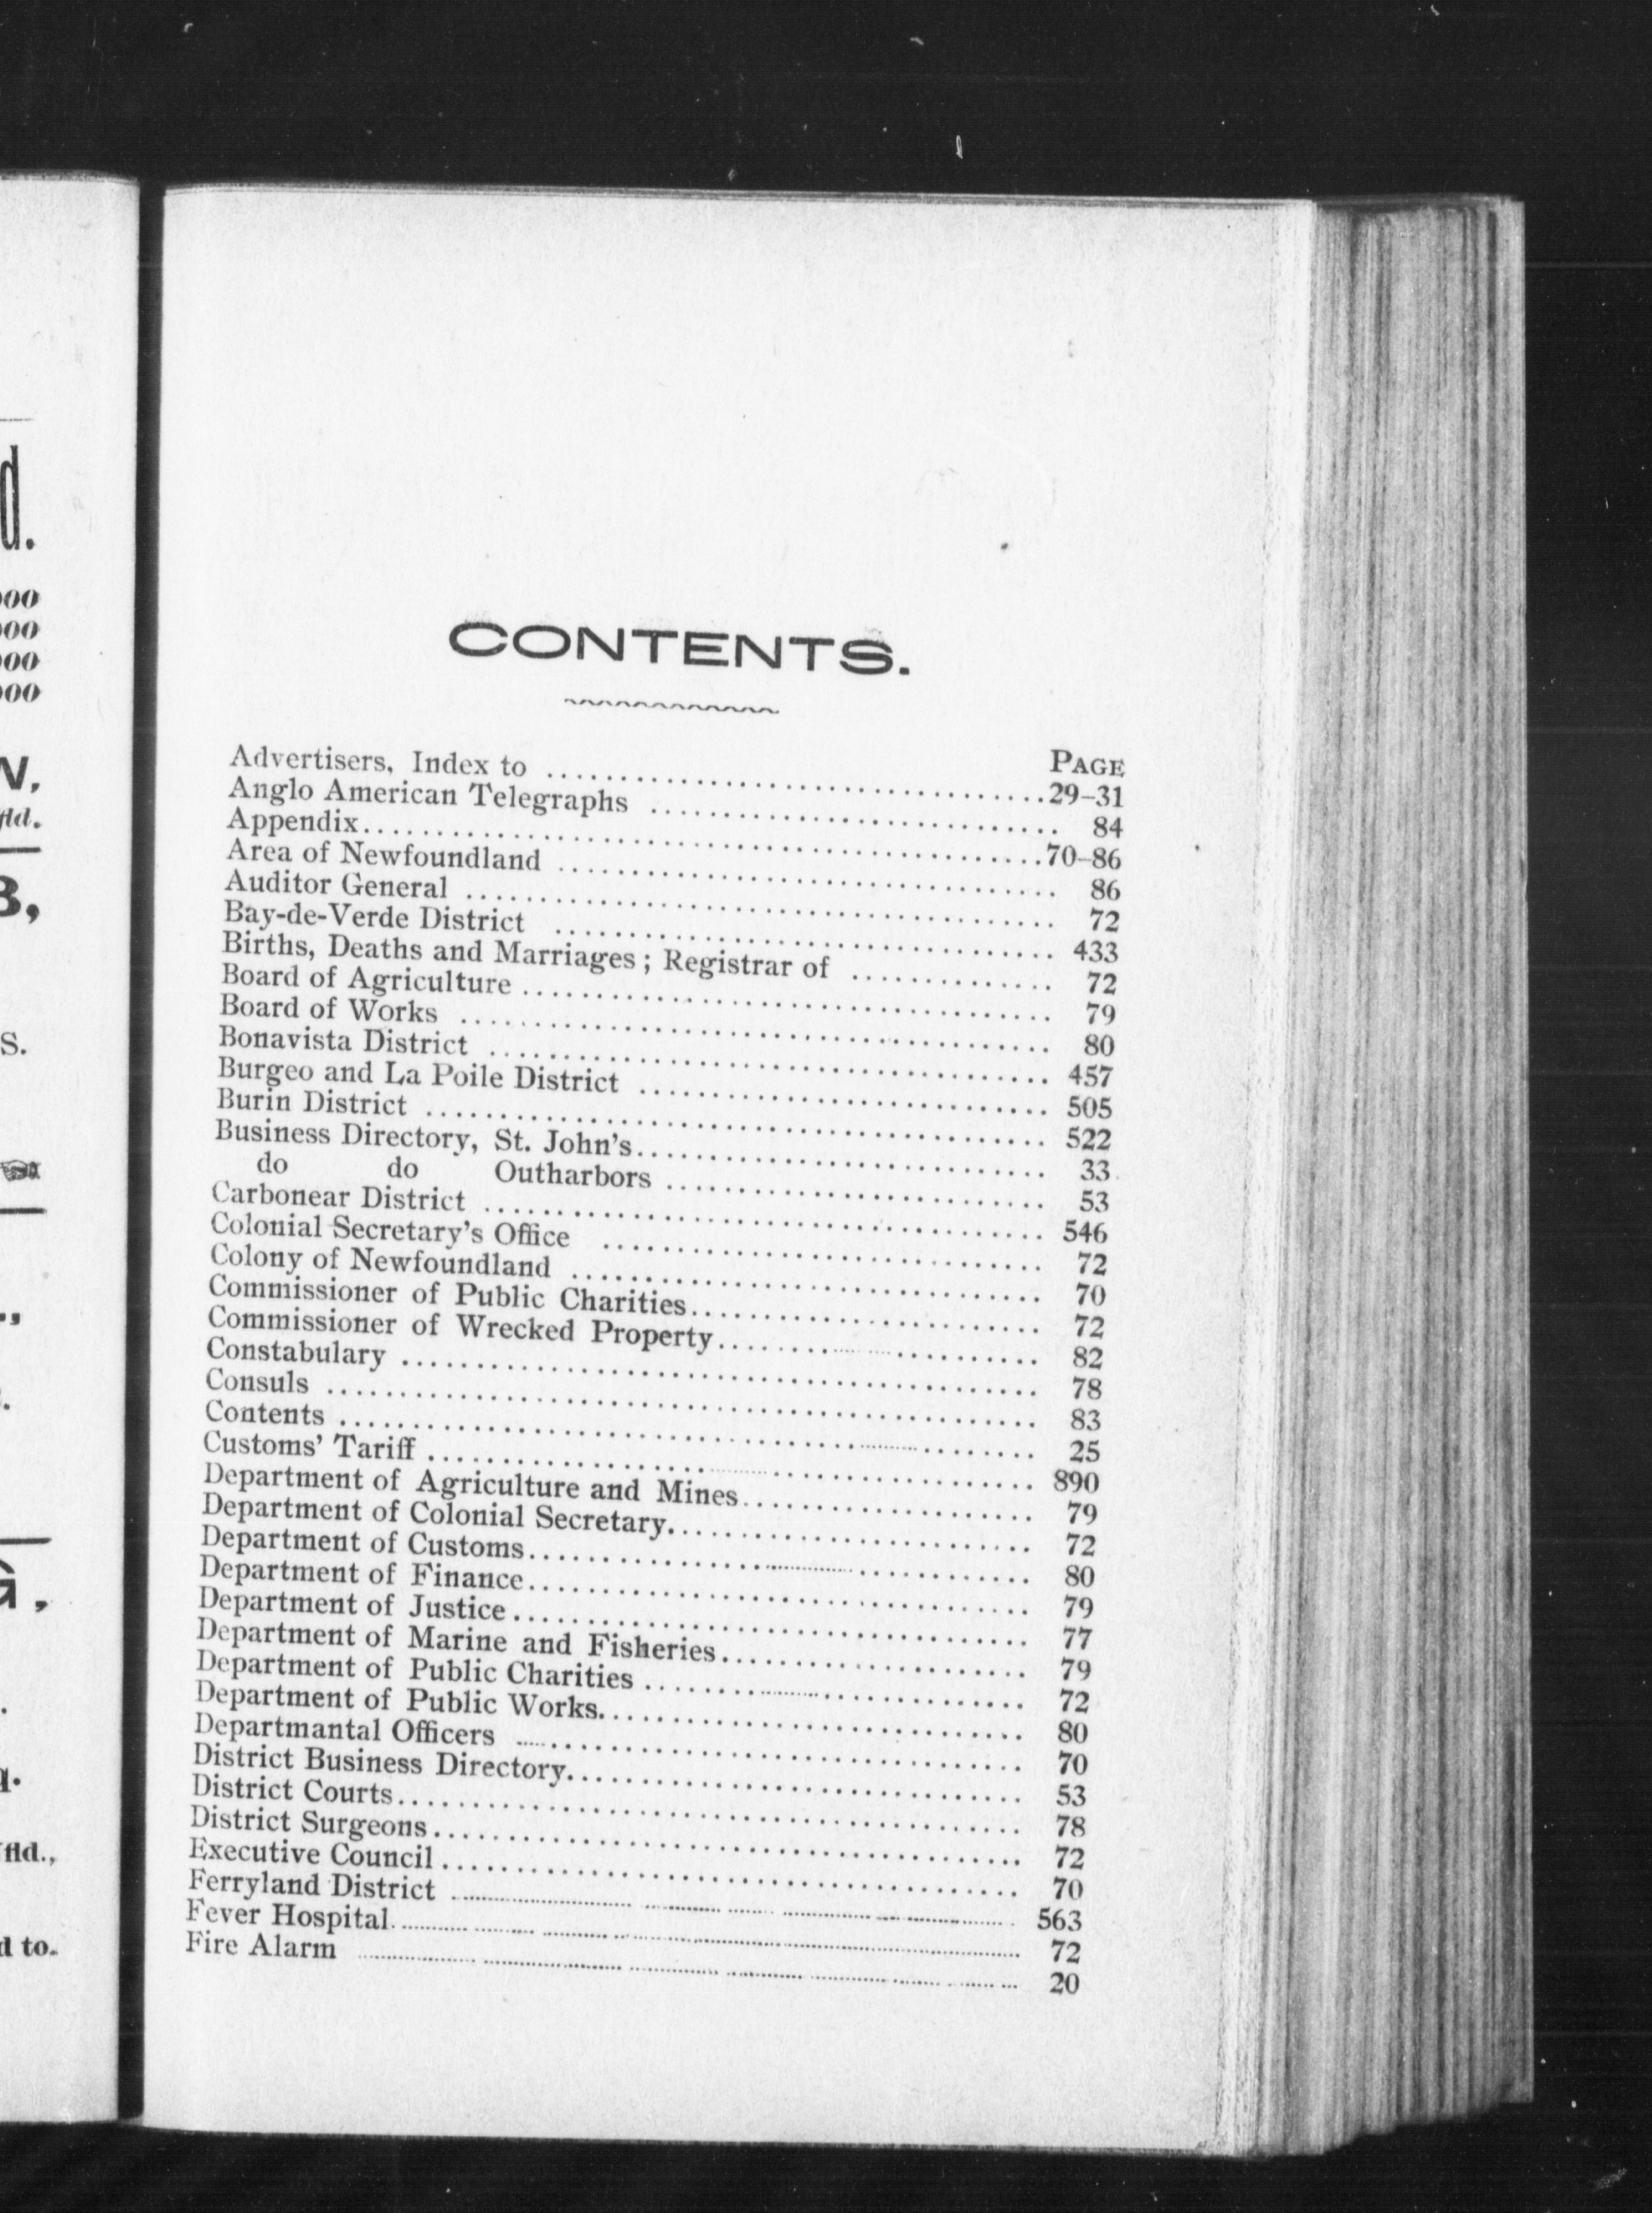 d.
000
000
000
000
W,
fld.
B,
S.
G,
fld.,
d to.
CONTENTS.
PAGE
Advertisers, Index to ........ 29–31
Anglo American Telegraphs ........ 84
Appendix........ 70–86
Area of Newfoundland ........ 86
Auditor General ........ 72
Bay-de-Verde District ........ 433
Births, Deaths and Marriages; Registrar of ........ 72
Board of Agriculture ........ 79
Board of Works ........ 80
Bonavista District ........ 457
Burgeo and La Poile District ........ 505
Burin District ........ 522
Business Directory, St. John's........ 33
do do Outharbors ........ 53
Carbonear District ........ 546
Colonial Secretary's Office ........ 72
Colony of Newfoundland ........ 70
Commissioner of Public Charities........ 72
Commissioner of Wrecked Property........ 82
Constabulary ........ 78
Consuls ........ 83
Contents ........ 25
Customs' Tariff ........ 890
Department of Agriculture and Mines........ 79
Department of Colonial Secretary........ 72
Department of Customs........ 80
Department of Finance........ 79
Department of Justice ........ 77
Department of Marine and Fisheries........ 79
Department of Public Charities ........ 72
Department of Public Works........ 80
Departmantal Officers ........ 70
District Business Directory........ 53
District Courts........ 78
District Surgeons........ 72
Executive Council ........ 70
Ferryland District ........ 563
Fever Hospital........ 72
Fire Alarm ........ 20